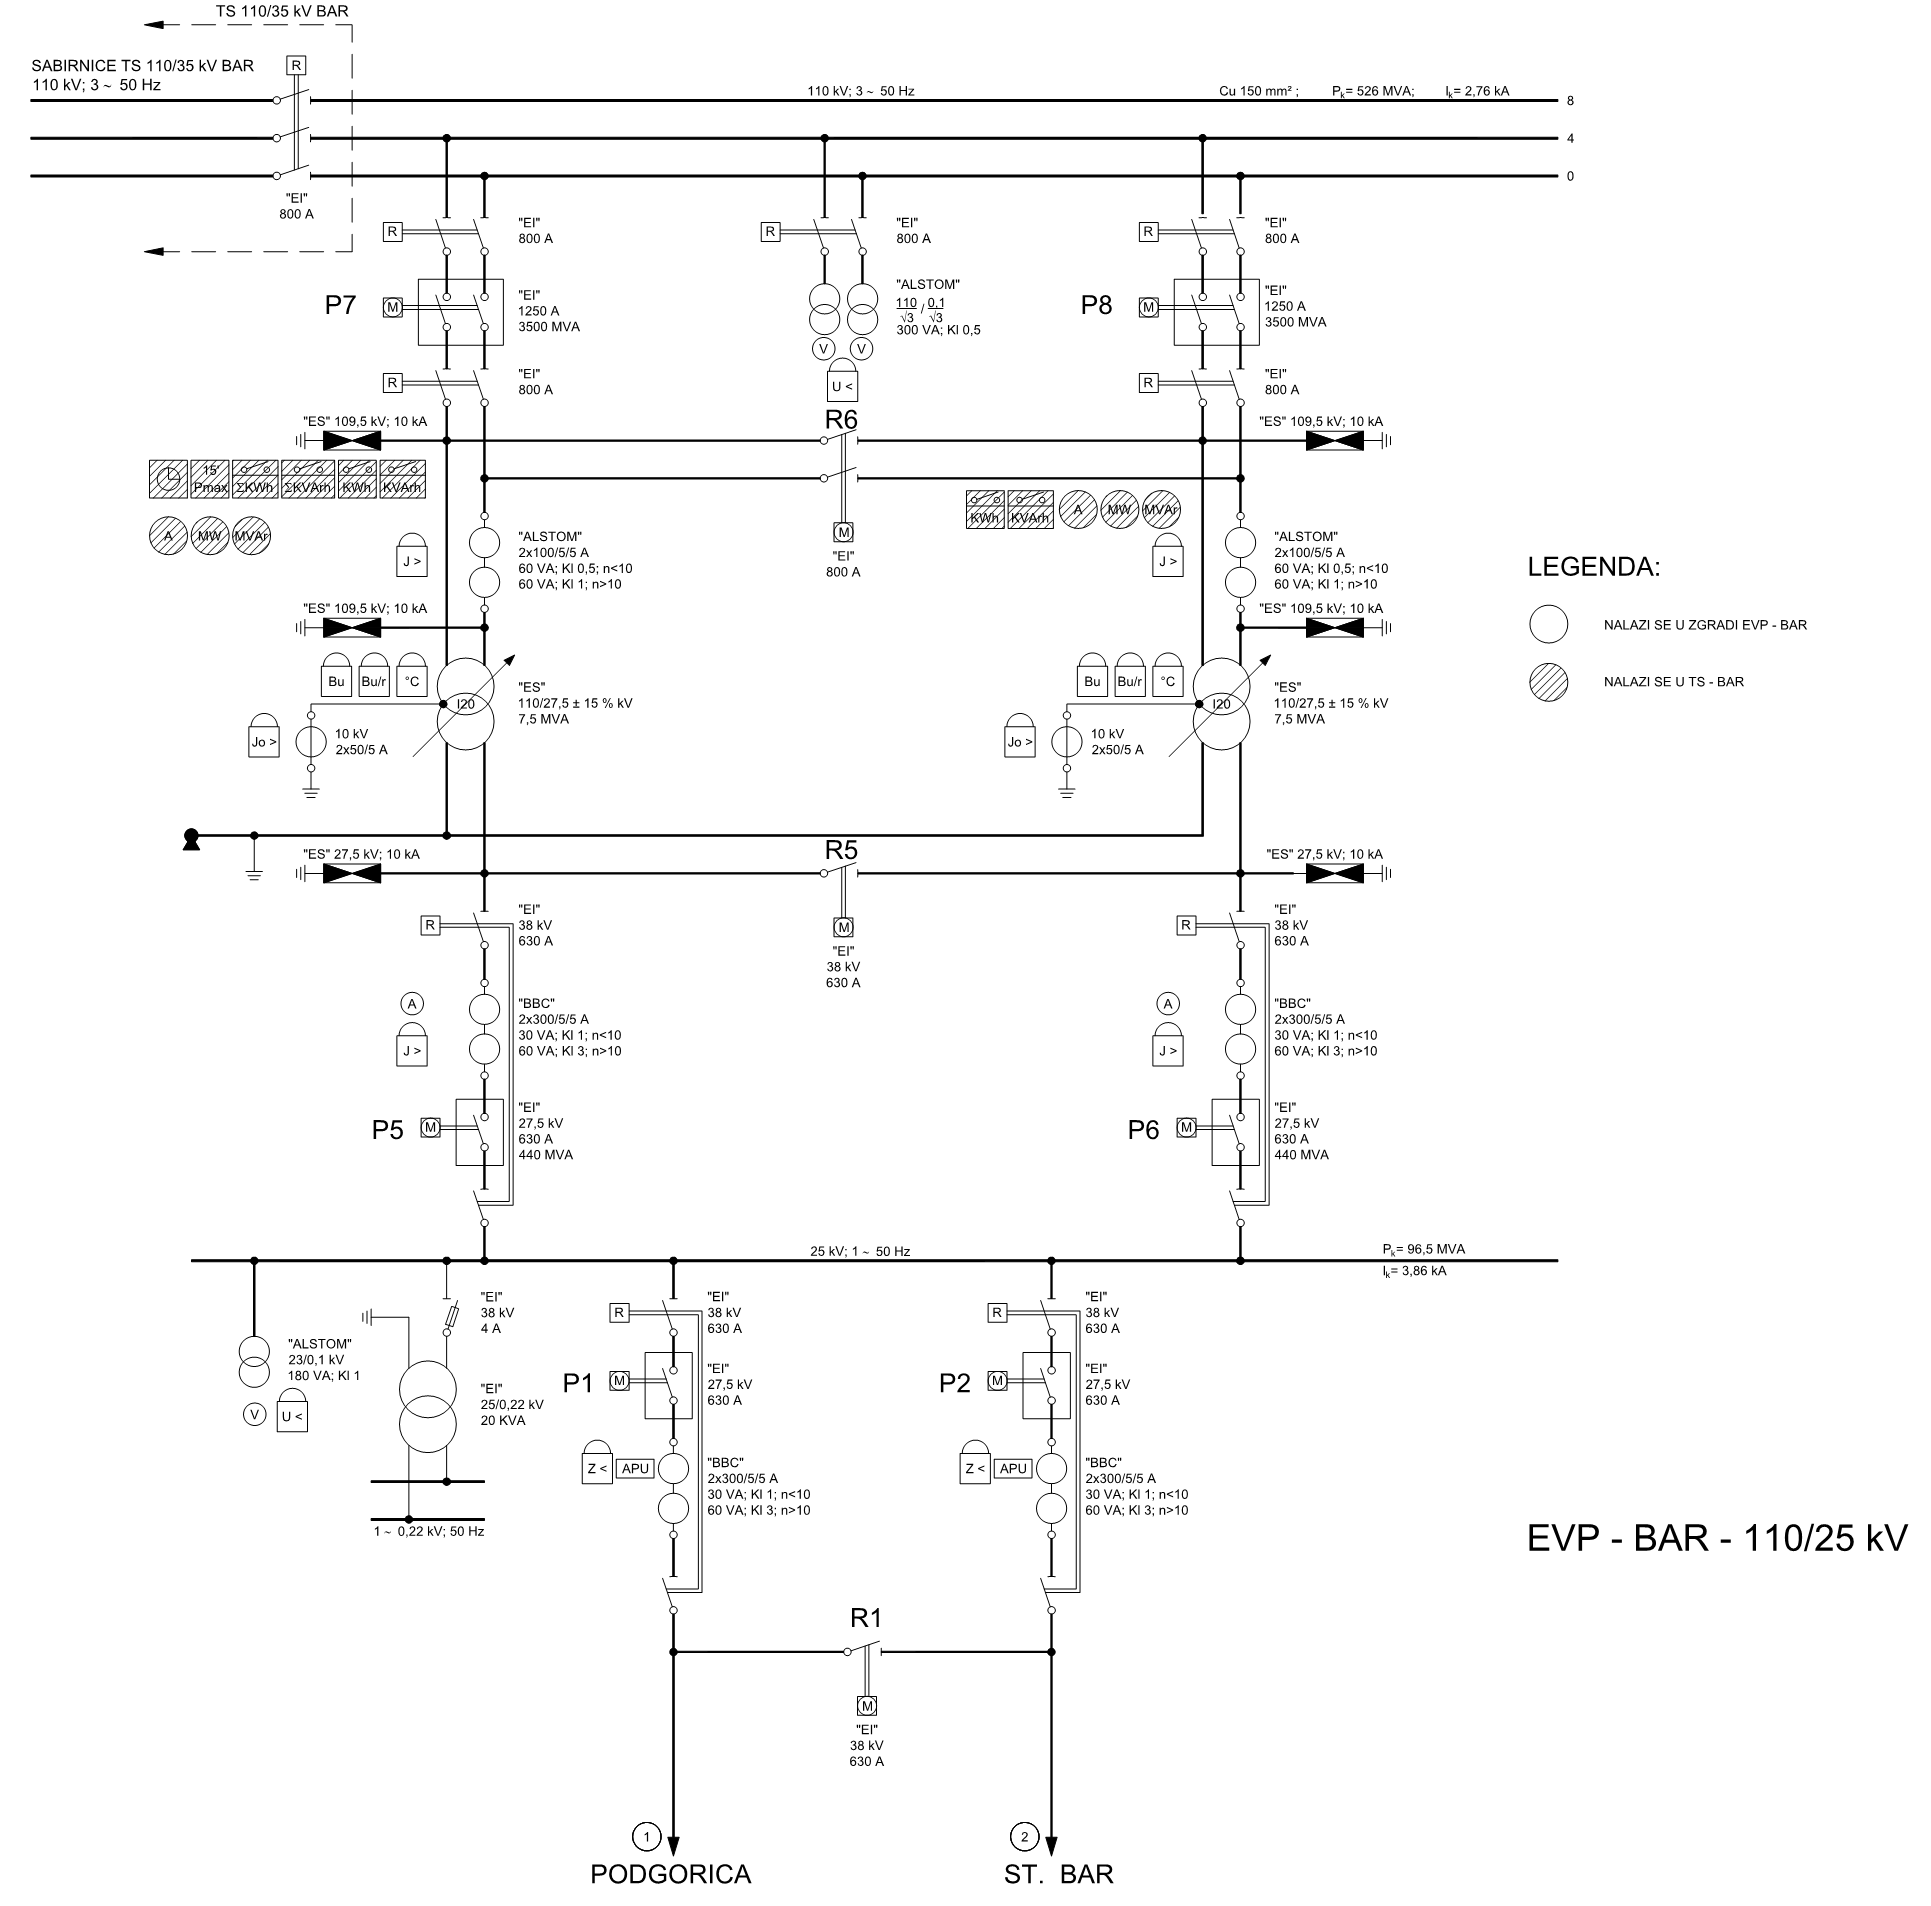 TS 110/35 kV BAR
SABIRNICE TS 110/35 kV BAR
110 kV; 3 ~ 50 Hz
R
"EI"
800 A
110 kV; 3 ~ 50 Hz
Cu 150 mm² ; Pk= 526 MVA; Ik= 2,76 kA
8
4
0
R
"EI"
800 A
R
"EI"
800 A
R
"EI"
800 A
P7
M
"EI"
1250 A
3500 MVA
"ALSTOM"
110/√3 / 0,1/√3
300 VA; Kl 0,5
V
V
U <
P8
M
"EI"
1250 A
3500 MVA
R
"EI"
800 A
R
"EI"
800 A
"ES" 109,5 kV; 10 kA
R6
M
"EI"
800 A
"ES" 109,5 kV; 10 kA
15'
Pmax
ΣKWh
ΣKVArh
KWh
KVArh
A
MW
MVAr
KWh
KVArh
A
MW
MVAr
J >
"ALSTOM"
2x100/5/5 A
60 VA; Kl 0,5; n<10
60 VA; Kl 1; n>10
J >
"ALSTOM"
2x100/5/5 A
60 VA; Kl 0,5; n<10
60 VA; Kl 1; n>10
LEGENDA:
NALAZI SE U ZGRADI EVP - BAR
NALAZI SE U TS - BAR
"ES" 109,5 kV; 10 kA
"ES" 109,5 kV; 10 kA
Bu
Bu/r
°C
I20
"ES"
110/27,5 ± 15 % kV
7,5 MVA
Jo >
10 kV
2x50/5 A
Bu
Bu/r
°C
I20
"ES"
110/27,5 ± 15 % kV
7,5 MVA
Jo >
10 kV
2x50/5 A
"ES" 27,5 kV; 10 kA
R5
M
"EI"
38 kV
630 A
"ES" 27,5 kV; 10 kA
R
"EI"
38 kV
630 A
R
"EI"
38 kV
630 A
A
J >
"BBC"
2x300/5/5 A
30 VA; Kl 1; n<10
60 VA; Kl 3; n>10
A
J >
"BBC"
2x300/5/5 A
30 VA; Kl 1; n<10
60 VA; Kl 3; n>10
P5
M
"EI"
27,5 kV
630 A
440 MVA
P6
M
"EI"
27,5 kV
630 A
440 MVA
25 kV; 1 ~ 50 Hz
Pk= 96,5 MVA
Ik= 3,86 kA
"ALSTOM"
23/0,1 kV
180 VA; Kl 1
V
U <
"EI"
38 kV
4 A
"EI"
25/0,22 kV
20 KVA
1 ~ 0,22 kV; 50 Hz
R
"EI"
38 kV
630 A
P1
M
"EI"
27,5 kV
630 A
Z <
APU
"BBC"
2x300/5/5 A
30 VA; Kl 1; n<10
60 VA; Kl 3; n>10
R
"EI"
38 kV
630 A
P2
M
"EI"
27,5 kV
630 A
Z <
APU
"BBC"
2x300/5/5 A
30 VA; Kl 1; n<10
60 VA; Kl 3; n>10
EVP - BAR - 110/25 kV
R1
M
"EI"
38 kV
630 A
1
PODGORICA
2
ST. BAR